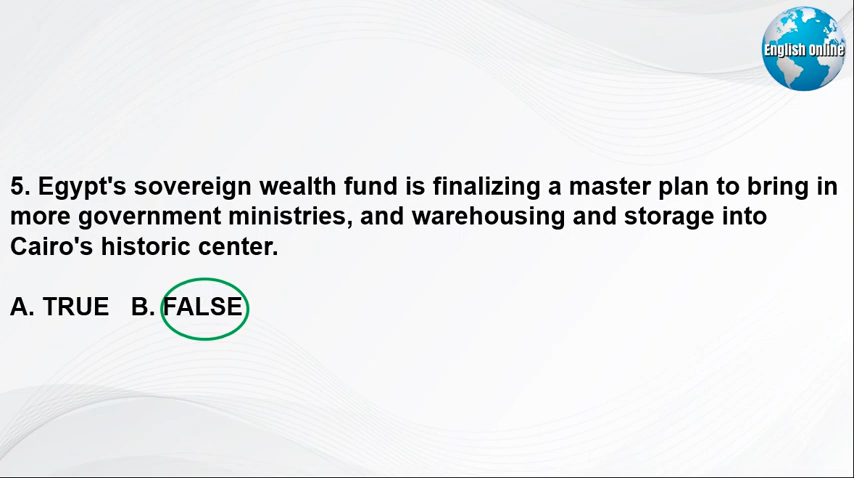 English Online
5. Egypt's sovereign wealth fund is finalizing a master plan to bring in
more government ministries, and warehousing and storage into
Cairo's historic center.
A. TRUE B. FALSE